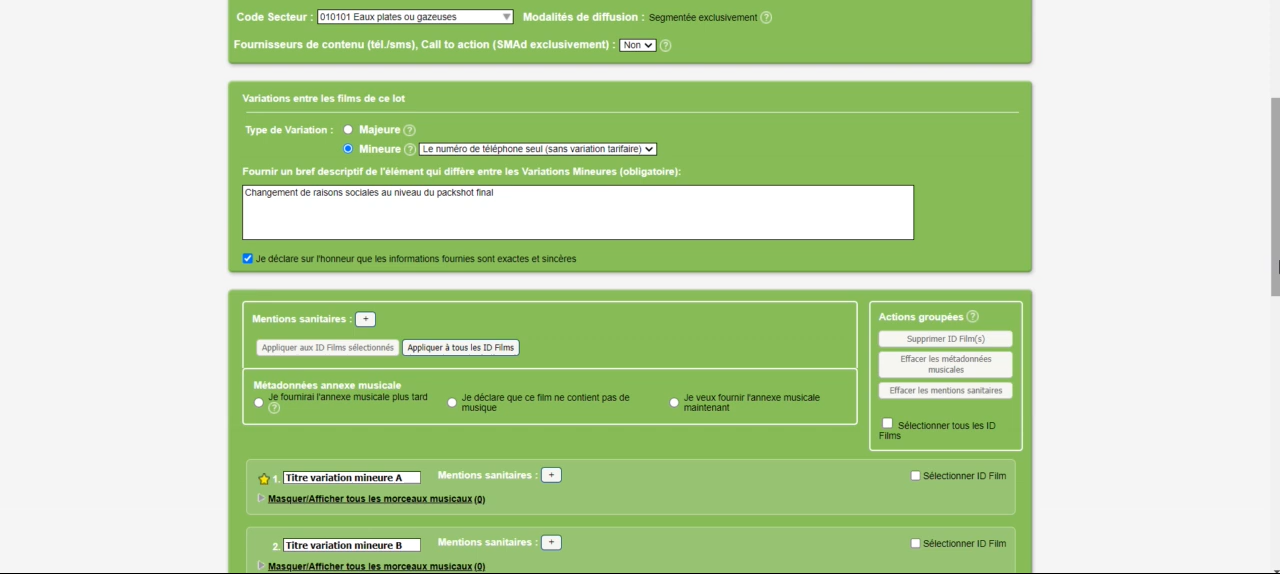 Code Secteur : 010101 Eaux plates ou gazeuses Modalités de diffusion : Segmentée exclusivement ?
Fournisseurs de contenu (tél./sms), Call to action (SMAd exclusivement) : Non ?
Variations entre les films de ce lot
Type de Variation : Majeure ?
Mineure ? Le numéro de téléphone seul (sans variation tarifaire)
Fournir un bref descriptif de l'élément qui diffère entre les Variations Mineures (obligatoire):
Changement de raisons sociales au niveau du packshot final
Je déclare sur l'honneur que les informations fournies sont exactes et sincères
Mentions sanitaires : +
Appliquer aux ID Films sélectionnés Appliquer à tous les ID Films
Métadonnées annexe musicale
Je fournirai l'annexe musicale plus tard
?
Je déclare que ce film ne contient pas de
musique
Je veux fournir l'annexe musicale
maintenant
Actions groupées ?
Supprimer ID Film(s)
Effacer les métadonnées
musicales
Effacer les mentions sanitaires
Sélectionner tous les ID
Films
1. Titre variation mineure A Mentions sanitaires : + Sélectionner ID Film
Masquer/Afficher tous les morceaux musicaux (0)
2. Titre variation mineure B Mentions sanitaires : + Sélectionner ID Film
Masquer/Afficher tous les morceaux musicaux (0)